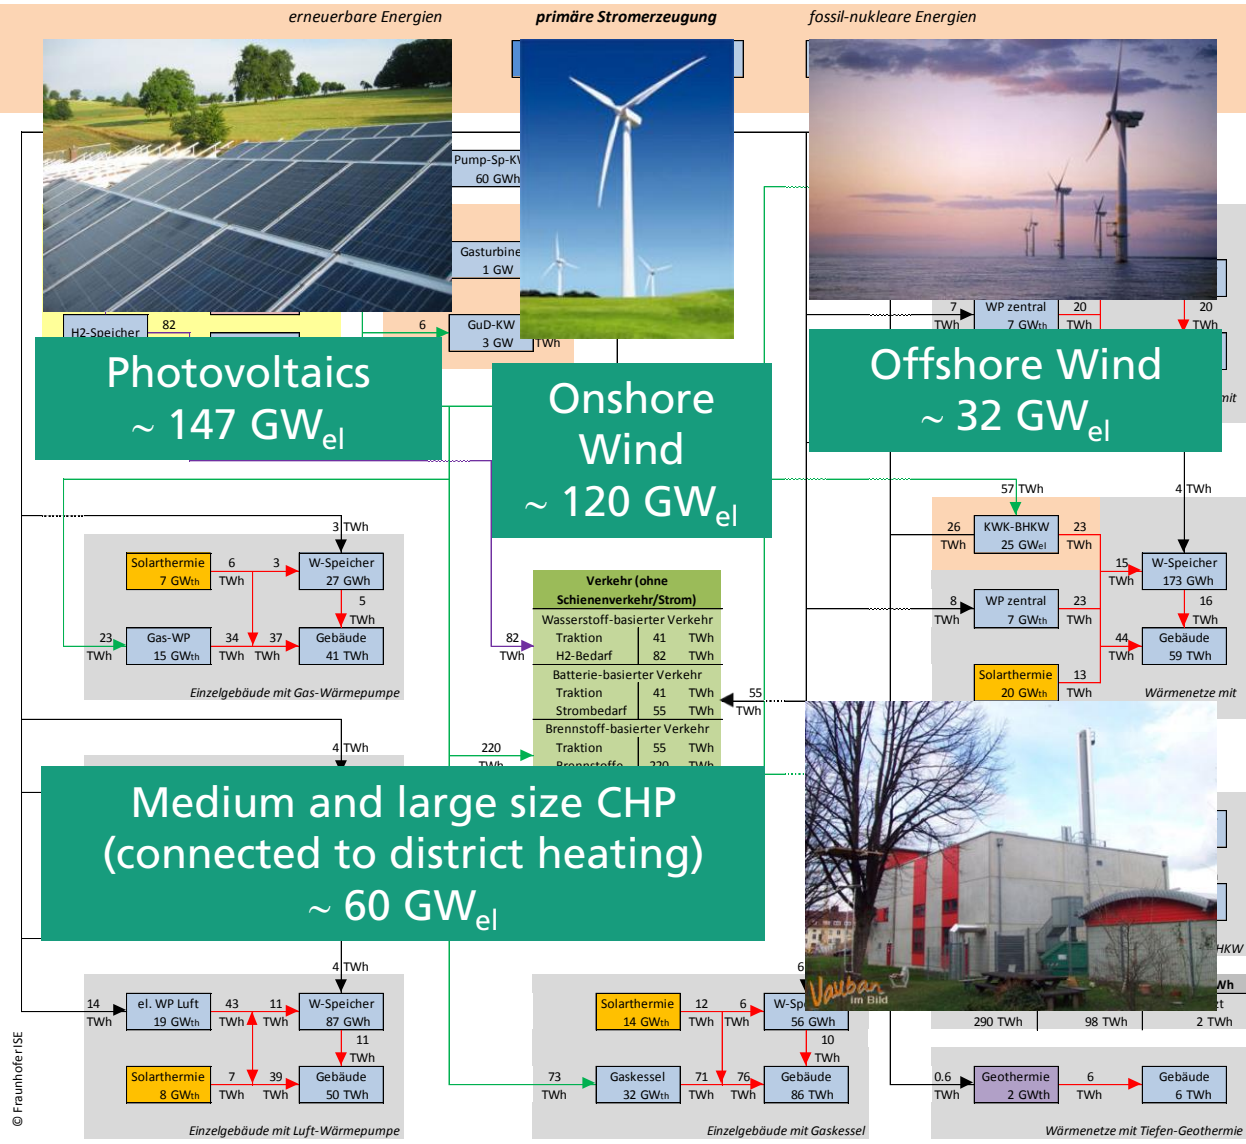 erneuerbare Energien
primäre Stromerzeugung
fossil-nukleare Energien
Pump-Sp-KW
60 GWh
Gasturbine
1 GW
H2-Speicher
82
6
GuD-KW
3 GW
TWh
7
TWh
WP zentral
7 GWth
20
TWh
20
TWh
mit
Photovoltaics
~ 147 GWel
Onshore
Wind
~ 120 GWel
Offshore Wind
~ 32 GWel
3 TWh
Solarthermie
7 GWth
6
TWh
3
W-Speicher
27 GWh
5
TWh
23
TWh
Gas-WP
15 GWth
34
TWh
37
TWh
Gebäude
41 TWh
Einzelgebäude mit Gas-Wärmepumpe
Verkehr (ohne
Schienenverkehr/Strom)
Wasserstoff-basierter Verkehr
Traktion 41 TWh
H2-Bedarf 82 TWh
Batterie-basierter Verkehr
Traktion 41 TWh
Strombedarf 55 TWh
Brennstoff-basierter Verkehr
Traktion 55 TWh
Brennstoffe 220 TWh
82
TWh
55
TWh
220
TWh
57 TWh
4 TWh
26
TWh
KWK-BHKW
25 GWel
23
TWh
15
TWh
W-Speicher
173 GWh
16
TWh
8
TWh
WP zentral
7 GWth
23
TWh
44
TWh
Gebäude
59 TWh
Solarthermie
20 GWth
13
TWh
Wärmenetze mit
4 TWh
Medium and large size CHP
(connected to district heating)
~ 60 GWel
Vauban
im Bild
HKW
Wh
zt
290 TWh
98 TWh
2 TWh
4 TWh
14
TWh
el. WP Luft
19 GWth
43
TWh
11
TWh
W-Speicher
87 GWh
11
TWh
Solarthermie
8 GWth
7
TWh
39
TWh
Gebäude
50 TWh
Einzelgebäude mit Luft-Wärmepumpe
6
Solarthermie
14 GWth
12
TWh
6
TWh
W-Spe
56 GWh
10
TWh
73
TWh
Gaskessel
32 GWth
71
TWh
76
TWh
Gebäude
86 TWh
Einzelgebäude mit Gaskessel
0.6
TWh
Geothermie
2 GWth
6
TWh
Gebäude
6 TWh
Wärmenetze mit Tiefen-Geothermie
© Fraunhofer ISE